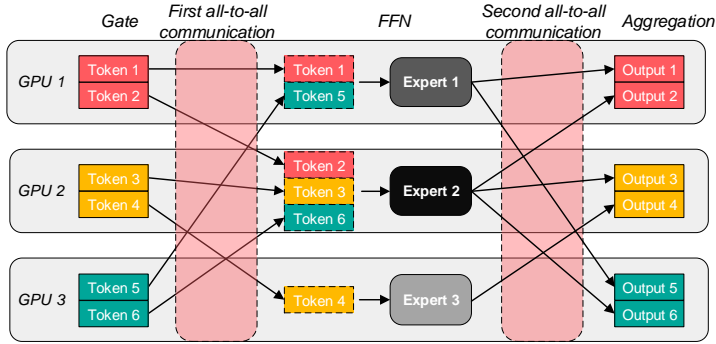 Gate
First all-to-all
communication
FFN
Second all-to-all
communication
Aggregation
GPU 1
Token 1
Token 2
Token 1
Token 5
Expert 1
Output 1
Output 2
GPU 2
Token 3
Token 4
Token 2
Token 3
Token 6
Expert 2
Output 3
Output 4
GPU 3
Token 5
Token 6
Token 4
Expert 3
Output 5
Output 6